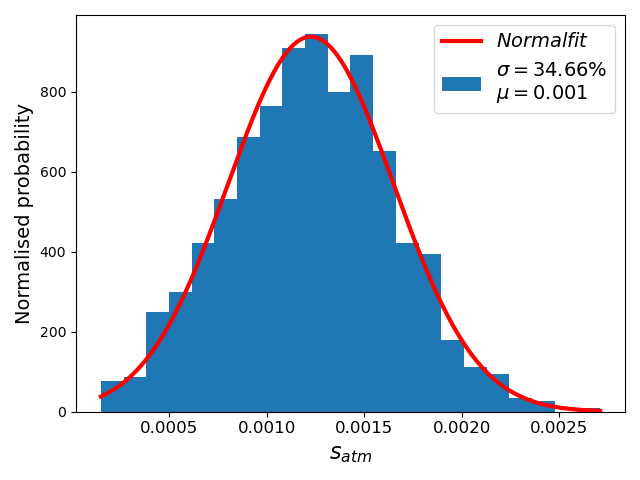 Normalfit
σ = 34.66%
μ = 0.001
Normalised probability
800
600
400
200
0
0.0005 0.0010 0.0015 0.0020 0.0025
s_atm